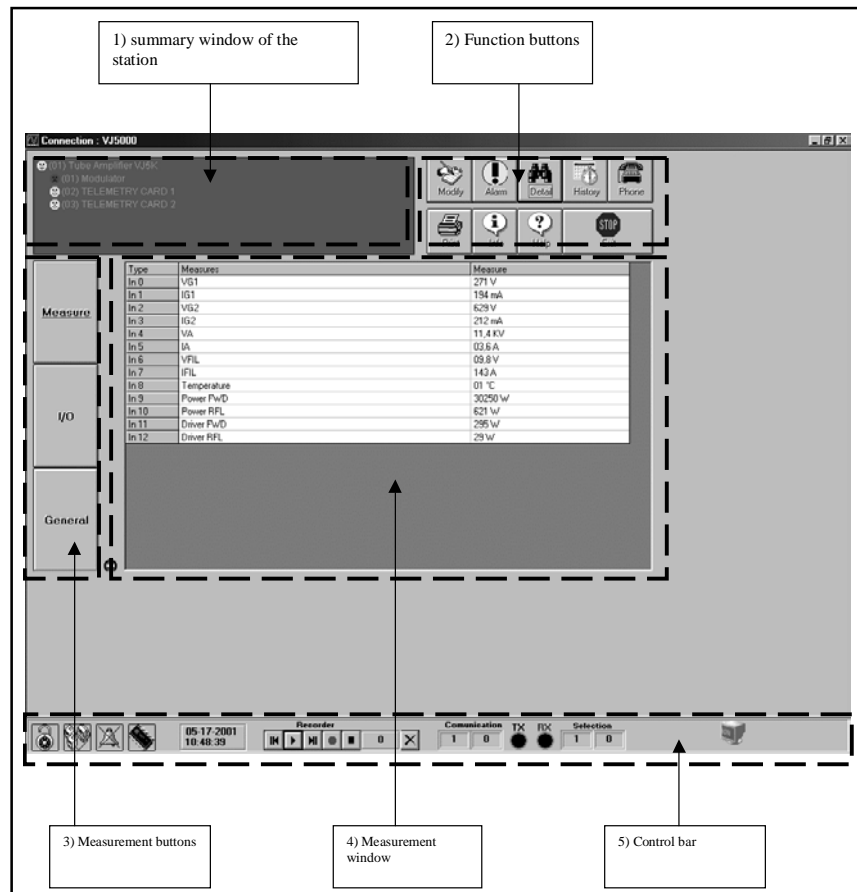 1) summary window of the
station
2) Function buttons
Connection : VJ5000
(01) Tube Amplifier VJ5K
(01) Modulator
(02) TELEMETRY CARD 1
(03) TELEMETRY CARD 2
Modify Alarm Detail History Phone
Print Info Help STOP
Measure
I/O
General
Type Measures Measure
In 0 VG1 271 V
In 1 IG1 194 mA
In 2 VG2 629 V
In 3 IG2 212 mA
In 4 VA 11,4 KV
In 5 IA 03.6 A
In 6 VFIL 09,8 V
In 7 IFIL 143 A
In 8 Temperature 01 °C
In 9 Power FWD 30250 W
In 10 Power RFL 621 W
In 11 Driver FWD 295 W
In 12 Driver RFL 29 W
05-17-2001
10:48:39
Recorder
0
Comunication
1 0
TX RX
Selection
1 0
3) Measurement buttons
4) Measurement
window
5) Control bar